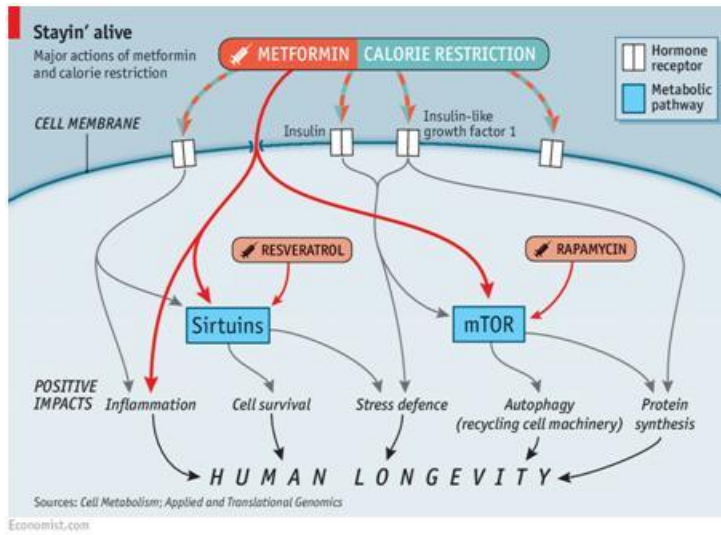 Stayin' alive
Major actions of metformin
and calorie restriction
METFORMIN
CALORIE RESTRICTION
Hormone
receptor
Metabolic
pathway
CELL MEMBRANE
Insulin
Insulin-like
growth factor 1
RESVERATROL
RAPAMYCIN
Sirtuins
mTOR
POSITIVE
IMPACTS
Inflammation
Cell survival
Stress defence
Autophagy
(recycling cell machinery)
Protein
synthesis
HUMAN LONGEVITY
Sources: Cell Metabolism; Applied and Translational Genomics
Economist.com